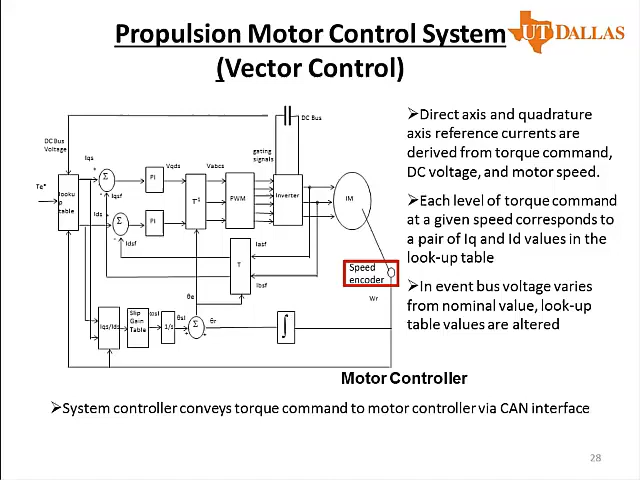 Propulsion Motor Control System
(Vector Control)
UT DALLAS
DC Bus
DC Bus
Voltage
gating
signals
Iqs
Vqds
Vabcs
Te*
looku
p
table
+
Σ
-
Iqsf
PI
T⁻¹
PWM
Inverter
IM
Ids
+
Σ
-
Idsf
PI
T
Iasf
Ibsf
Speed
encoder
θe
Wr
Iqs/Ids
Slip
Gain
Table
ωsl
1/s
θsl
Σ
+
+
θr
∫
Motor Controller
➢Direct axis and quadrature
axis reference currents are
derived from torque command,
DC voltage, and motor speed.
➢Each level of torque command
at a given speed corresponds to
a pair of Iq and Id values in the
look-up table
➢In event bus voltage varies
from nominal value, look-up
table values are altered
➢System controller conveys torque command to motor controller via CAN interface
28